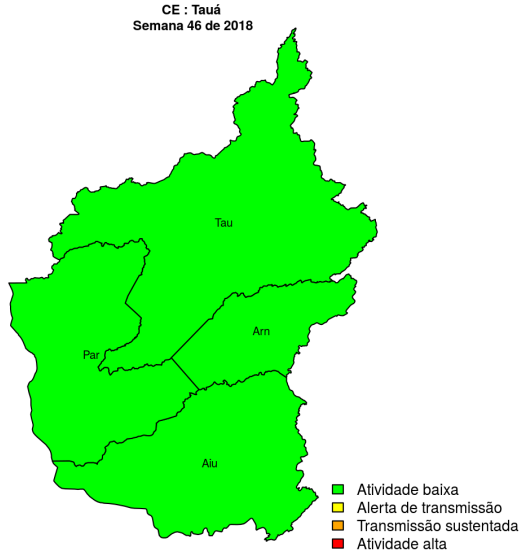 CE : Tauá
Semana 46 de 2018
Tau
Arn
Par
Aiu
Atividade baixa
Alerta de transmissão
Transmissão sustentada
Atividade alta